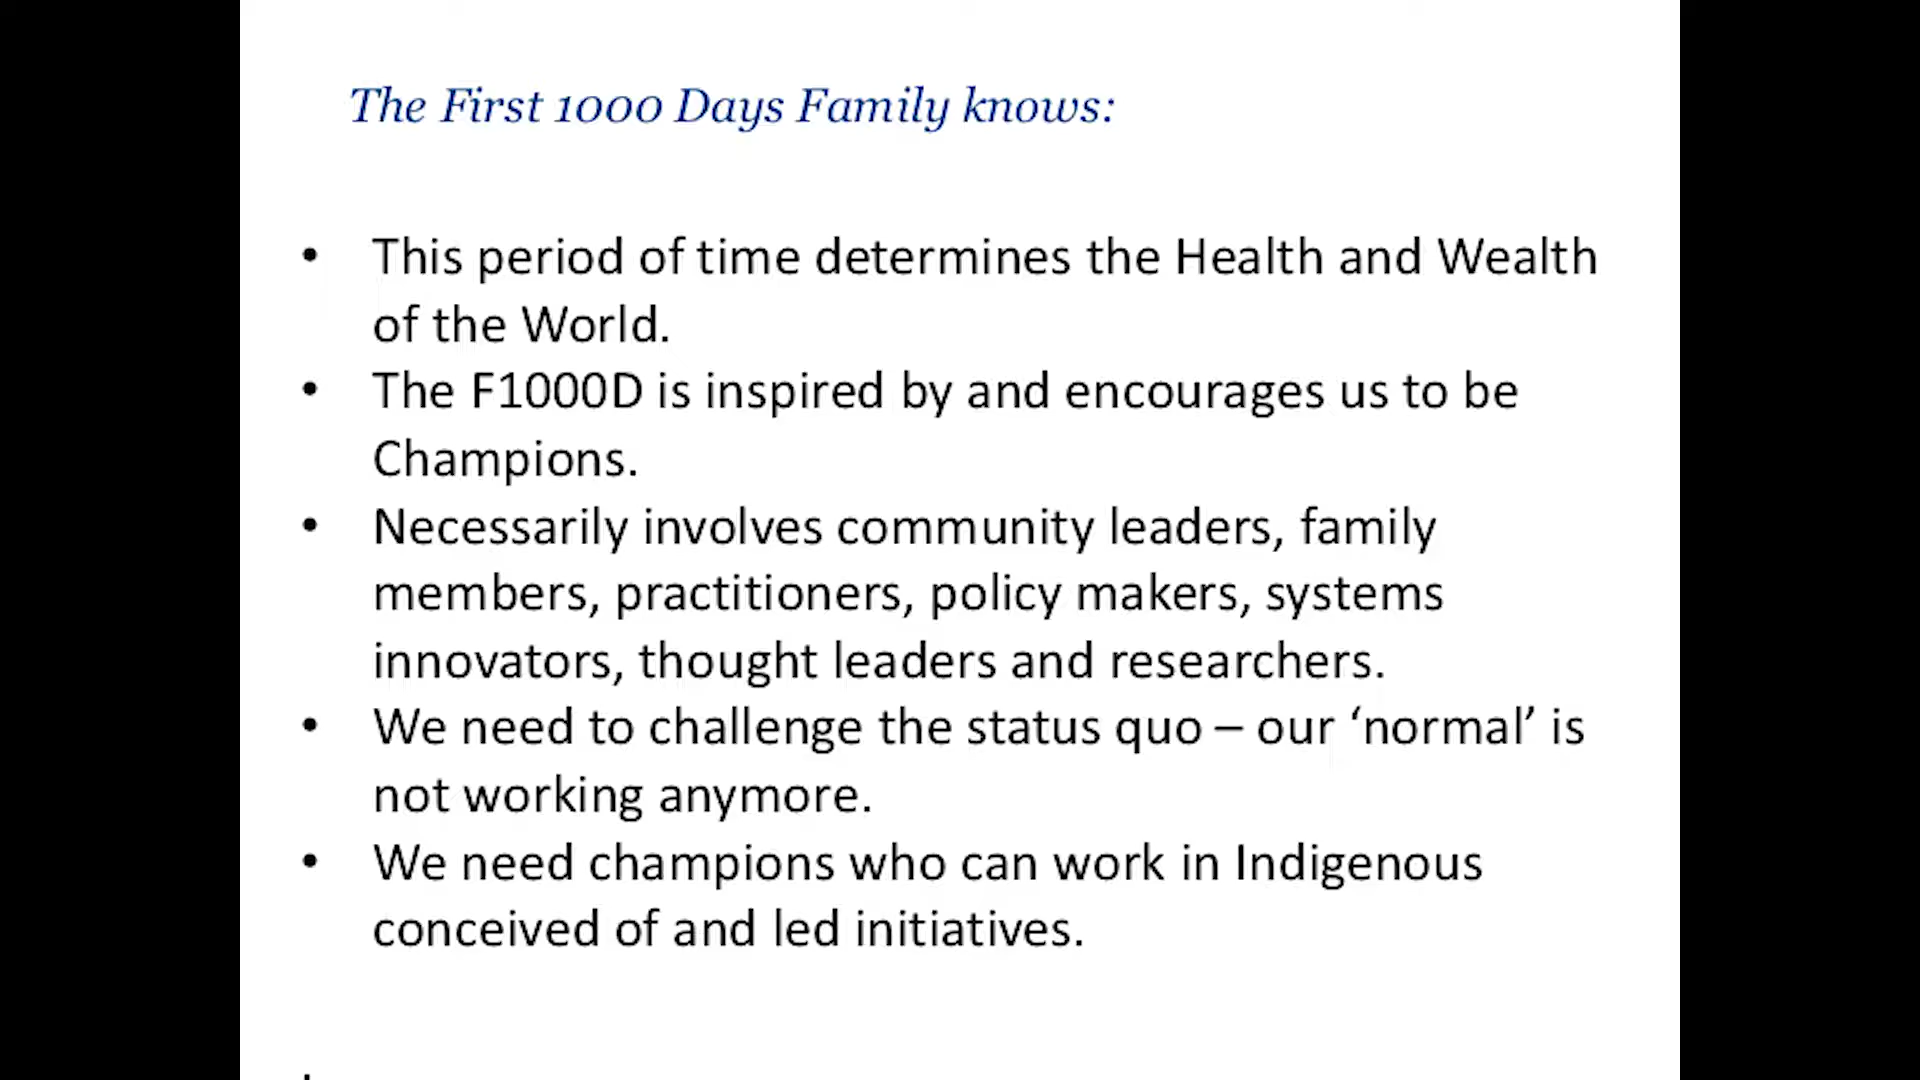 The First 1000 Days Family knows:
• This period of time determines the Health and Wealth
of the World.
• The F1000D is inspired by and encourages us to be
Champions.
• Necessarily involves community leaders, family
members, practitioners, policy makers, systems
innovators, thought leaders and researchers.
• We need to challenge the status quo – our ‘normal’ is
not working anymore.
• We need champions who can work in Indigenous
conceived of and led initiatives.